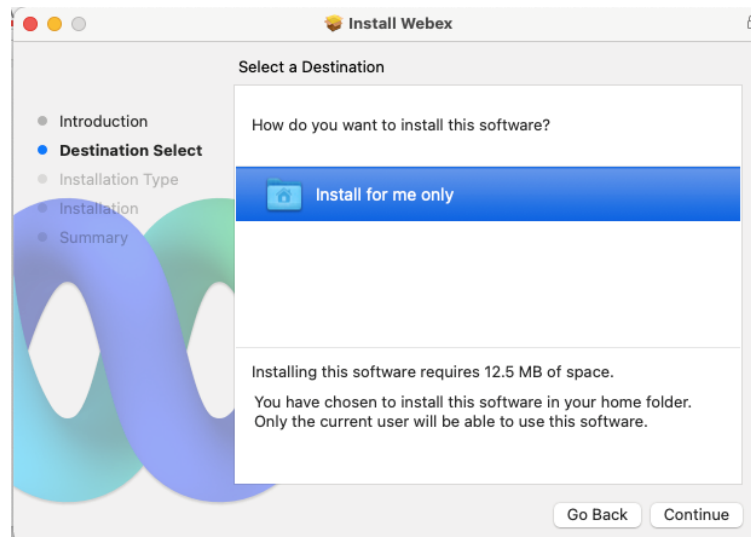 Install Webex
Select a Destination
Introduction
Destination Select
Installation Type
Installation
Summary
How do you want to install this software?
Install for me only
Installing this software requires 12.5 MB of space.
You have chosen to install this software in your home folder.
Only the current user will be able to use this software.
Go Back
Continue